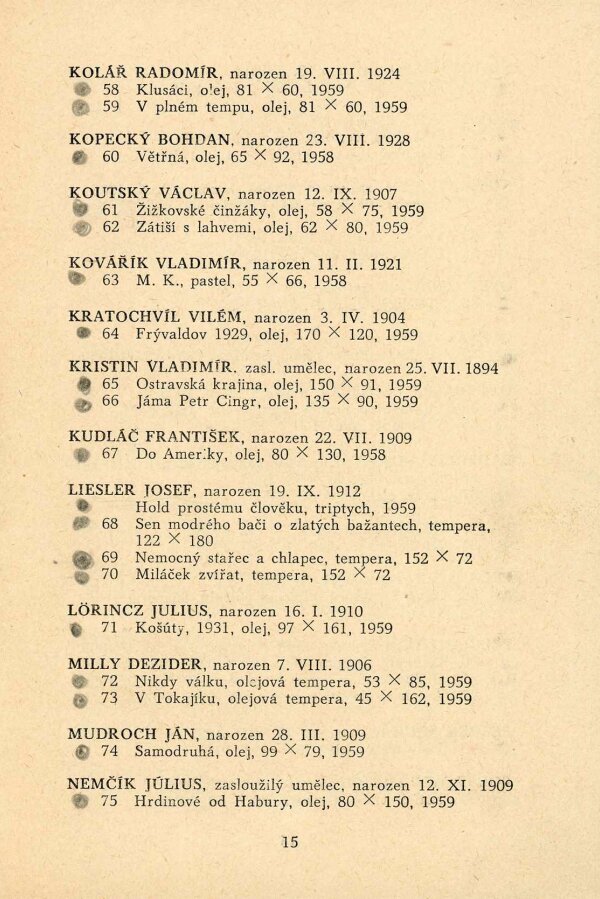 KOLÁŘ RADOMÍR, narozen 19. VIII. 1924
58 Klusáci, olej, 81 × 60, 1959
59 V plném tempu, olej, 81 × 60, 1959
KOPECKÝ BOHDAN, narozen 23. VIII. 1928
60 Větřná, olej, 65 × 92, 1958
KOUTSKÝ VÁCLAV, narozen 12. IX. 1907
61 Žižkovské činžáky, olej, 58 × 75, 1959
62 Zátiší s lahvemi, olej, 62 × 80, 1959
KOVÁŘÍK VLADIMÍR, narozen 11. II. 1921
63 M. K., pastel, 55 × 66, 1958
KRATOCHVÍL VILÉM, narozen 3. IV. 1904
64 Frývaldov 1929, olej, 170 × 120, 1959
KRISTIN VLADIMÍR. zasl. umělec, narozen 25. VII. 1894
65 Ostravská krajina, olej, 150 × 91, 1959
66 Jáma Petr Cingr, olej, 135 × 90, 1959
KUDLÁČ FRANTIŠEK, narozen 22. VII. 1909
67 Do Ameriky, olej, 80 × 130, 1958
LIESLER JOSEF, narozen 19. IX. 1912
Hold prostému člověku, triptych, 1959
68 Sen modrého bači o zlatých bažantech, tempera,
122 × 180
69 Nemocný stařec a chlapec, tempera, 152 × 72
70 Miláček zvířat, tempera, 152 × 72
LÖRINCZ JULIUS, narozen 16. I. 1910
71 Košúty, 1931, olej, 97 × 161, 1959
MILLY DEZIDER, narozen 7. VIII. 1906
72 Nikdy válku, olejová tempera, 53 × 85, 1959
73 V Tokajíku, olejová tempera, 45 × 162, 1959
MUDROCH JÁN, narozen 28. III. 1909
74 Samodruhá, olej, 99 × 79, 1959
NEMČÍK JÚLIUS, zasloužilý umělec, narozen 12. XI. 1909
75 Hrdinové od Habury, olej, 80 × 150, 1959
15